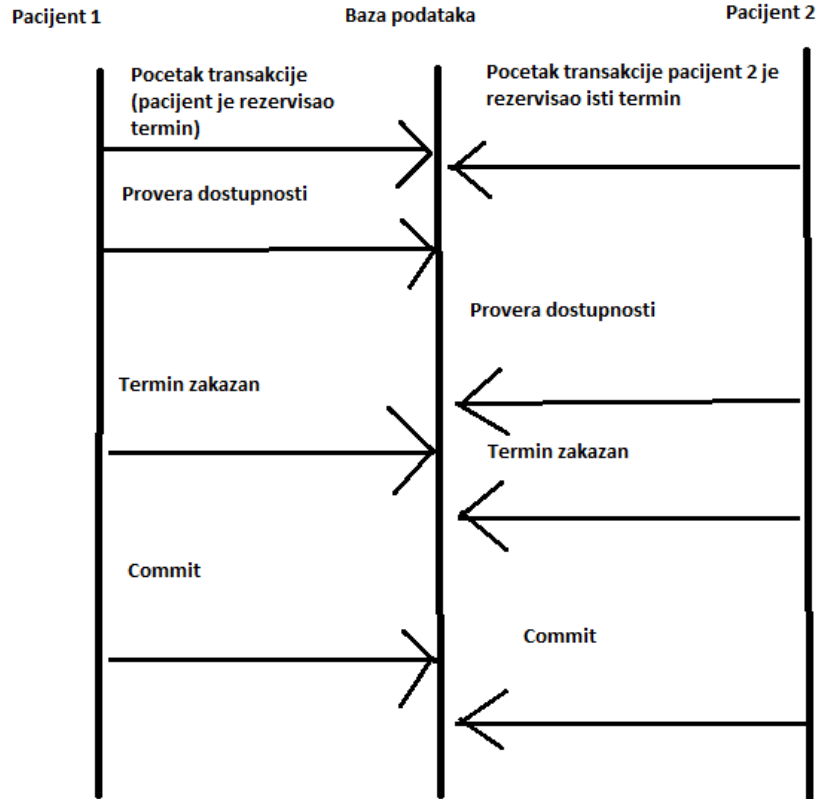 Pacijent 1
Baza podataka
Pacijent 2
Pocetak transakcije
(pacijent je rezervisao
termin)
Pocetak transakcije pacijent 2 je
rezervisao isti termin
Provera dostupnosti
Provera dostupnosti
Termin zakazan
Termin zakazan
Commit
Commit